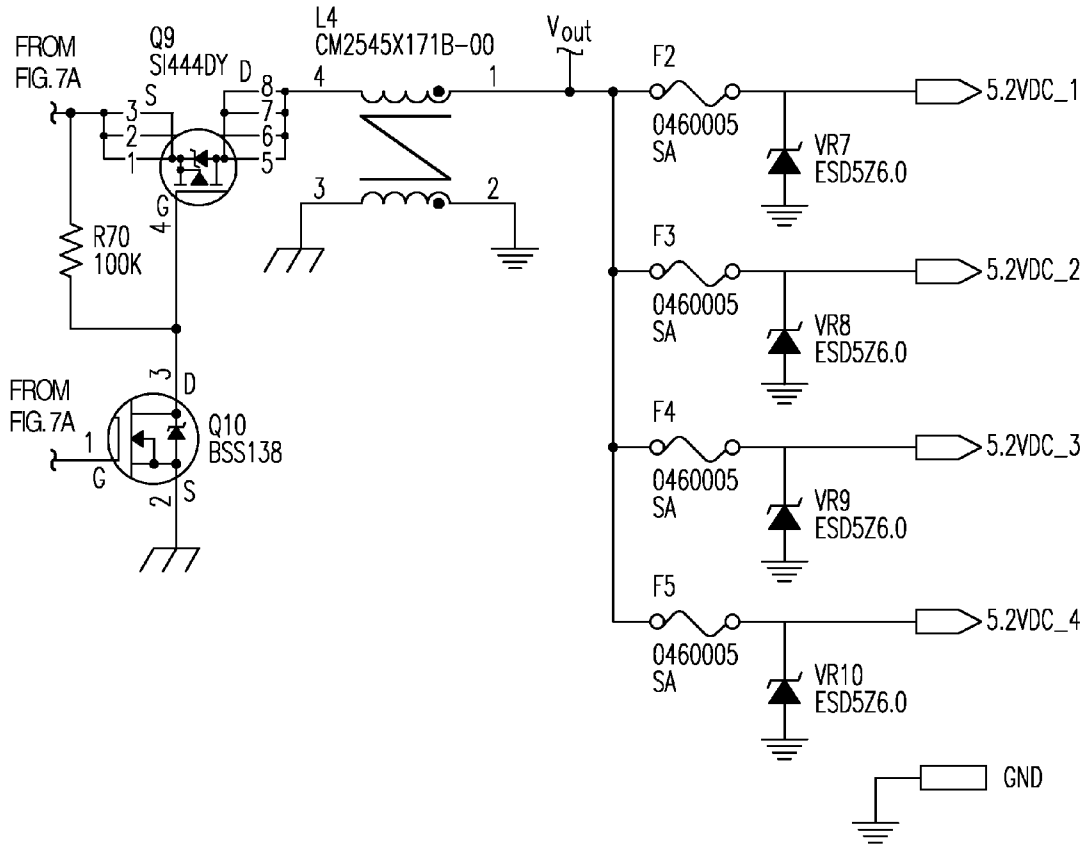 FROM
FIG. 7A
Q9
SI444DY
S
D
3
2
1
8
7
6
5
G
4
R70
100K
L4
CM2545X171B-00
4
1
3
2
Vout
F2
0460005
SA
VR7
ESD5Z6.0
5.2VDC_1
F3
0460005
SA
VR8
ESD5Z6.0
5.2VDC_2
FROM
FIG. 7A
1
G
3
D
Q10
BSS138
2
S
F4
0460005
SA
VR9
ESD5Z6.0
5.2VDC_3
F5
0460005
SA
VR10
ESD5Z6.0
5.2VDC_4
GND